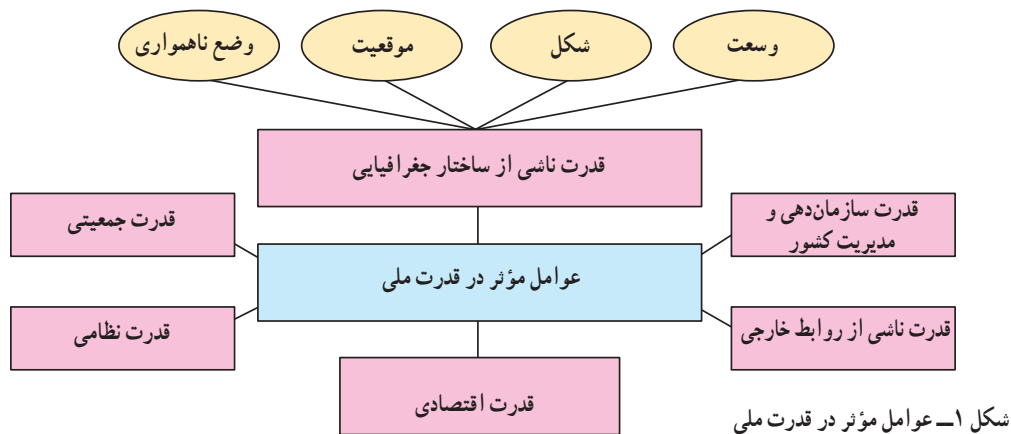 وسعت
شکل
موقعیت
وضع ناهمواری
قدرت ناشی از ساختار جغرافیایی
قدرت سازمان‌دهی و
مدیریت کشور
قدرت جمعیتی
عوامل مؤثر در قدرت ملی
قدرت ناشی از روابط خارجی
قدرت نظامی
قدرت اقتصادی
شکل ۱ــ عوامل مؤثر در قدرت ملی